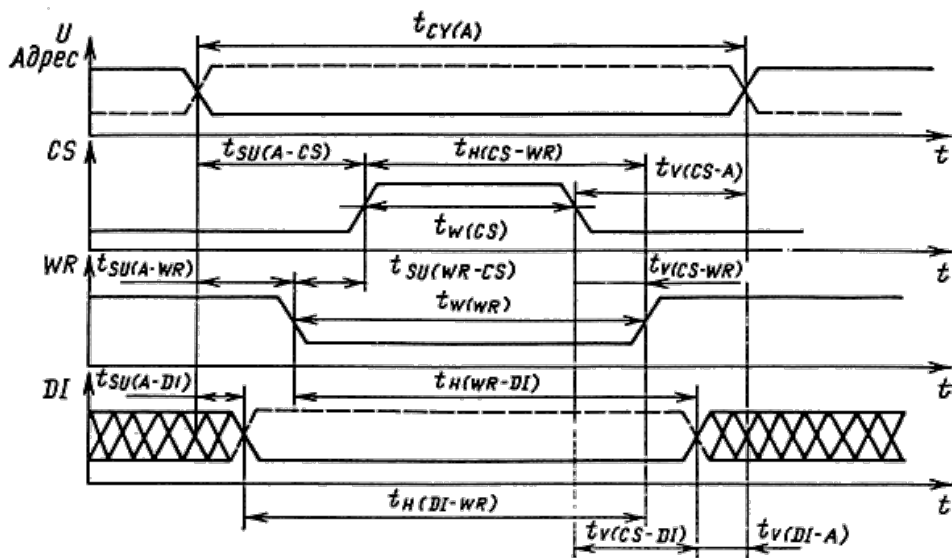 U
Адрес
t_CY(A)
t
CS
t_SU(A-CS)
t_H(CS-WR)
t_V(CS-A)
t_W(CS)
t
WR
t_SU(A-WR)
t_SU(WR-CS)
t_V(CS-WR)
t_W(WR)
t
DI
t_SU(A-DI)
t_H(WR-DI)
t
t_H(DI-WR)
t_V(CS-DI)
t_V(DI-A)